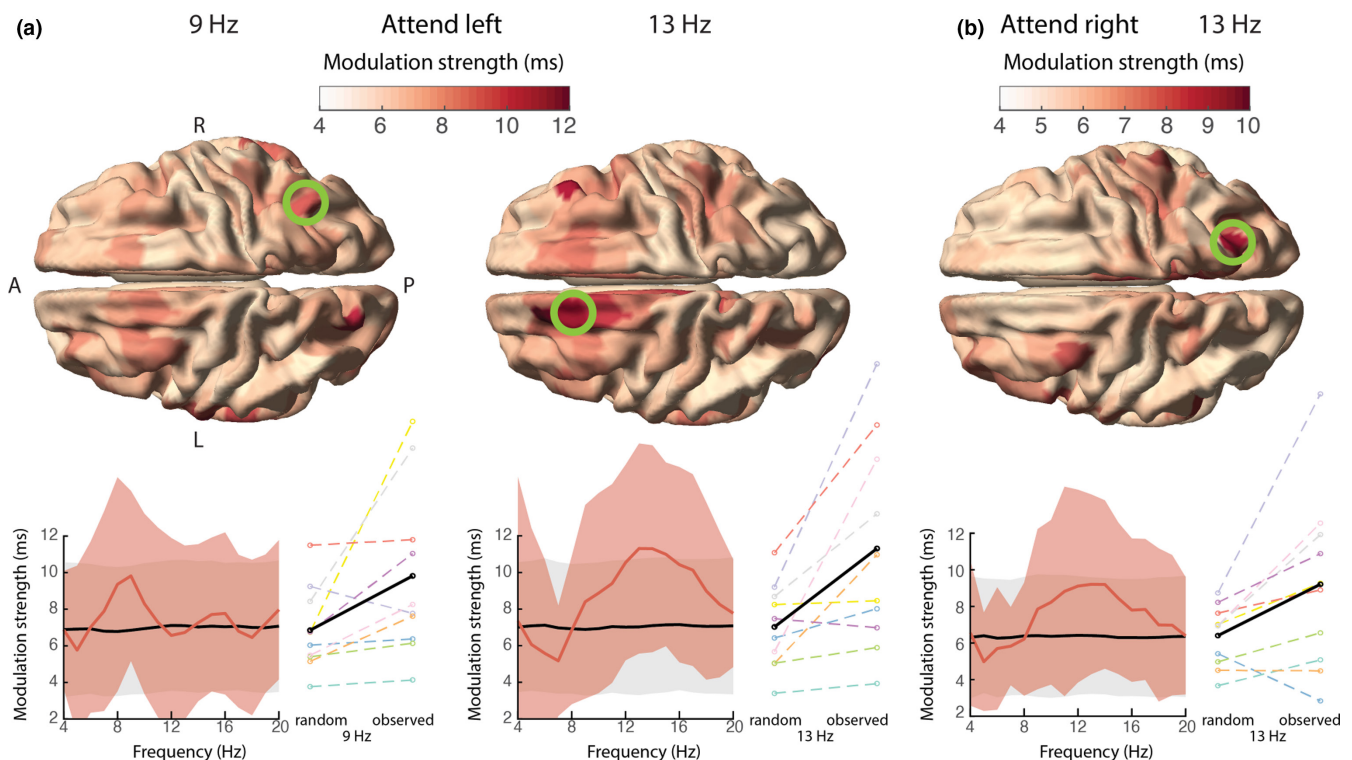 (a) 9 Hz Attend left 13 Hz
Modulation strength (ms)
4 6 8 10 12
R
A
P
L
Modulation strength (ms)
12
10
8
6
4
2
4 8 12 16 20
Frequency (Hz)
random observed
9 Hz
Modulation strength (ms)
12
10
8
6
4
2
4 8 12 16 20
Frequency (Hz)
random observed
13 Hz
(b) Attend right 13 Hz
Modulation strength (ms)
4 5 6 7 8 9 10
Modulation strength (ms)
12
10
8
6
4
2
4 8 12 16 20
Frequency (Hz)
random observed
13 Hz